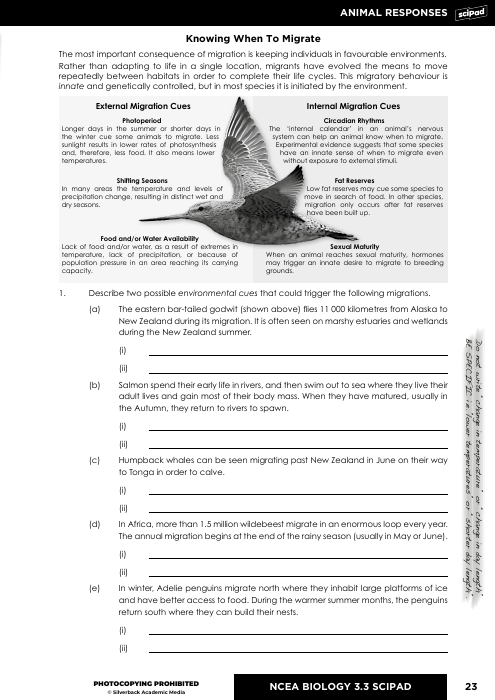 ANIMAL RESPONSES
scipad
Knowing When To Migrate
The most important consequence of migration is keeping individuals in favourable environments.
Rather than adapting to life in a single location, migrants have evolved the means to move
repeatedly between habitats in order to complete their life cycles. This migratory behaviour is
innate and genetically controlled, but in most species it is initiated by the environment.
External Migration Cues
Photoperiod
Longer days in the summer or shorter days in
the winter cue some animals to migrate. Less
sunlight results in lower rates of photosynthesis
and, therefore, less food. It also means lower
temperatures.
Shifting Seasons
In many areas the temperature and levels of
precipitation change, resulting in distinct wet and
dry seasons.
Food and/or Water Availability
Lack of food and/or water, as a result of extremes in
temperature, lack of precipitation, or because of
population pressure in an area reaching its carrying
capacity.
Internal Migration Cues
Circadian Rhythms
The 'internal calendar' in an animal's nervous
system can help an animal know when to migrate.
Experimental evidence suggests that some species
have an innate sense of when to migrate even
without exposure to external stimuli.
Fat Reserves
Low fat reserves may cue some species to
move in search of food. In other species,
migration only occurs after fat reserves
have been built up.
Sexual Maturity
When an animal reaches sexual maturity, hormones
may trigger an innate desire to migrate to breeding
grounds.
1. Describe two possible environmental cues that could trigger the following migrations.
(a) The eastern bar-tailed godwit (shown above) flies 11 000 kilometres from Alaska to
New Zealand during its migration. It is often seen on marshy estuaries and wetlands
during the New Zealand summer.
(i)
(ii)
(b) Salmon spend their early life in rivers, and then swim out to sea where they live their
adult lives and gain most of their body mass. When they have matured, usually in
the Autumn, they return to rivers to spawn.
(i)
(ii)
(c) Humpback whales can be seen migrating past New Zealand in June on their way
to Tonga in order to calve.
(i)
(ii)
(d) In Africa, more than 1.5 million wildebeest migrate in an enormous loop every year.
The annual migration begins at the end of the rainy season (usually in May or June).
(i)
(ii)
(e) In winter, Adelie penguins migrate north where they inhabit large platforms of ice
and have better access to food. During the warmer summer months, the penguins
return south where they can build their nests.
(i)
(ii)
Do not write 'change in temperature' or 'change in day length'.
BE SPECIFIC i.e. 'lower temperatures' or 'shorter day length'.
PHOTOCOPYING PROHIBITED
© Silverback Academic Media
NCEA BIOLOGY 3.3 SCIPAD
23